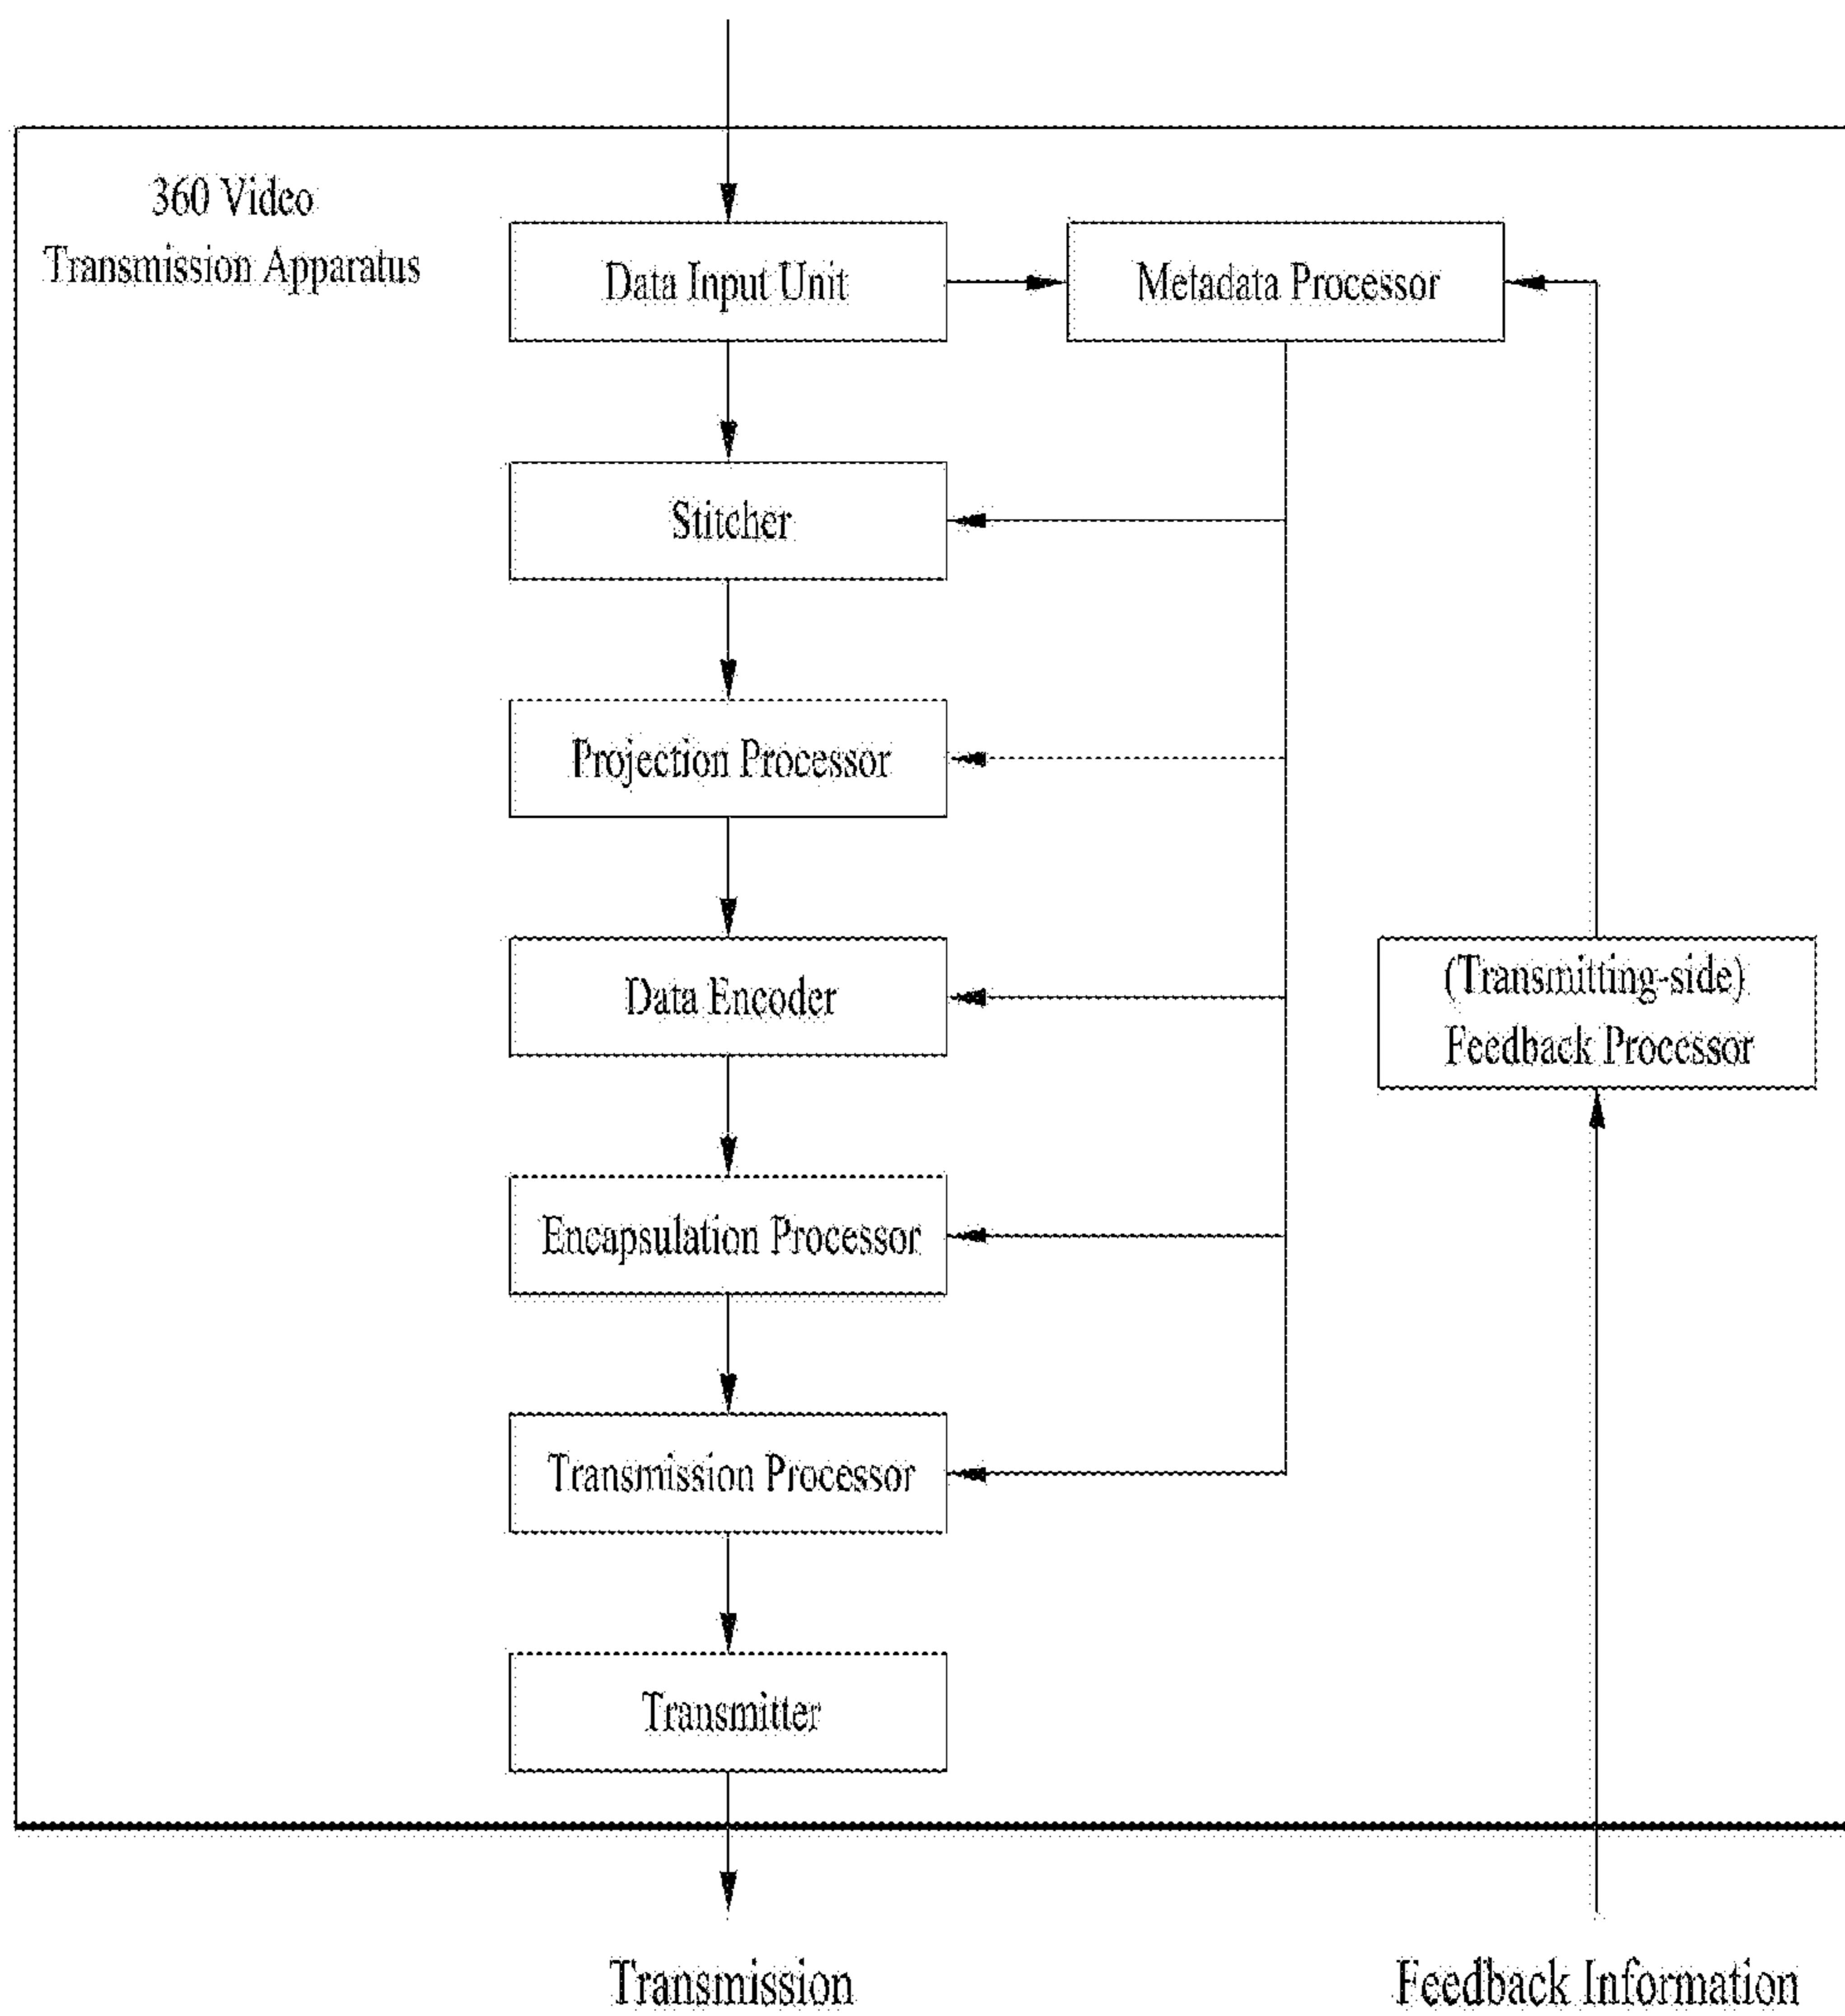 360 Video
Transmission Apparatus
Data Input Unit
Metadata Processor
Stitcher
Projection Processor
Data Encoder
(Transmitting-side)
Feedback Processor
Encapsulation Processor
Transmission Processor
Transmitter
Transmission
Feedback Information